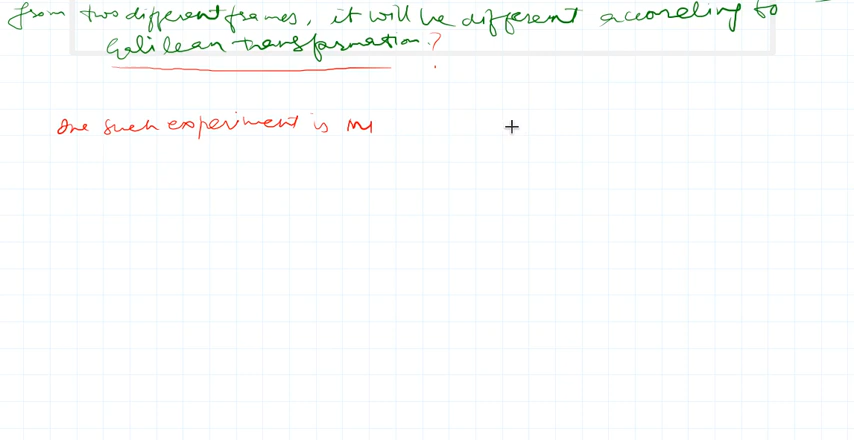 from two different frames, it will be different according to
Galilean transformation?
One such experiment is M